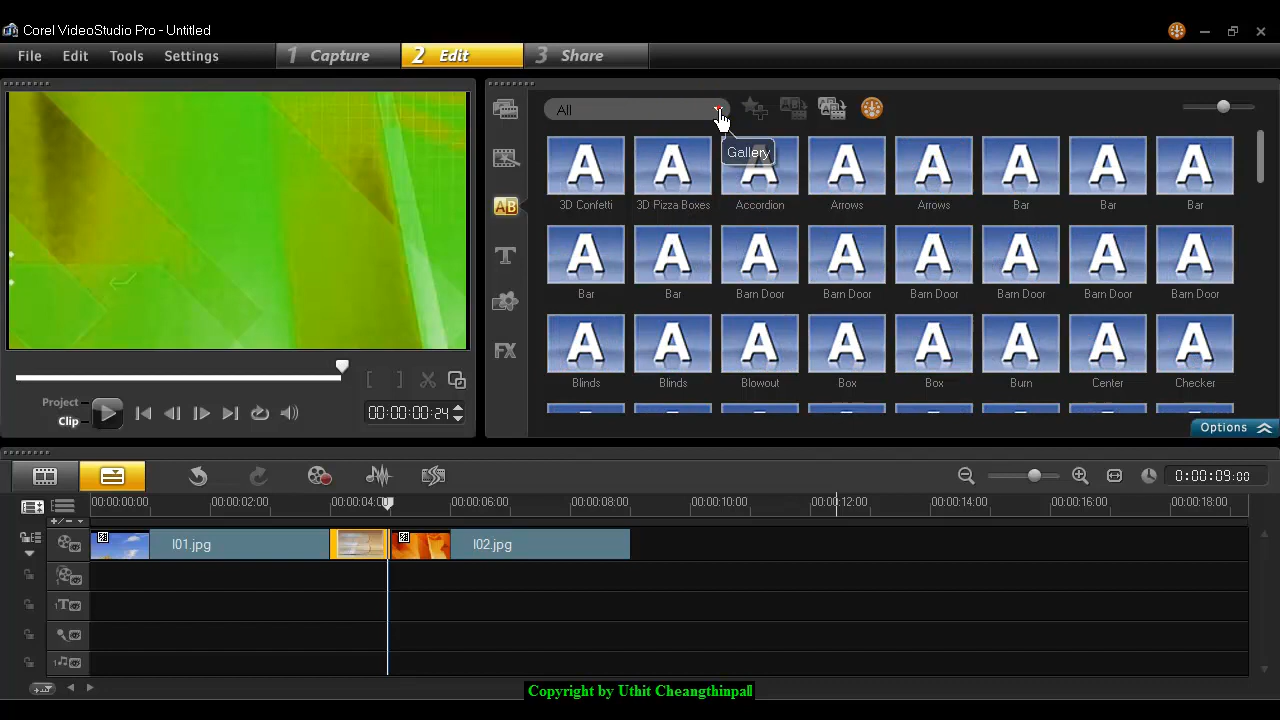 Corel VideoStudio Pro - Untitled
File Edit Tools Settings 1 Capture 2 Edit 3 Share
All
Gallery
3D Confetti 3D Pizza Boxes Accordion Arrows Arrows Bar Bar Bar
Bar Bar Barn Door Barn Door Barn Door Barn Door Barn Door Barn Door
Blinds Blinds Blowout Box Box Burn Center Checker
AB
T
FX
Project
Clip
00:00:00:24
Options
0:00:09:00
00:00:00:00 00:00:02:00 00:00:04:00 00:00:06:00 00:00:08:00 00:00:10:00 00:00:12:00 00:00:14:00 00:00:16:00 00:00:18:00
I01.jpg I02.jpg
1T
Copyright by Uthit Cheangthinpall